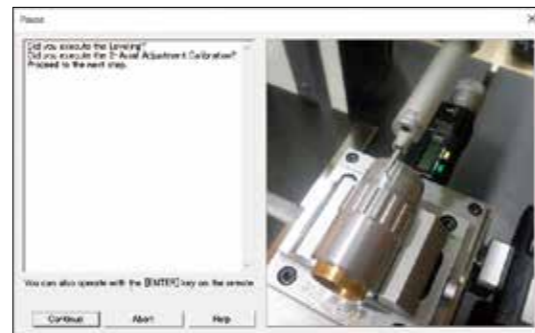 Pause
Did you execute the Leveling?
Did you execute the 2-Axial Adjustment Calibration?
Proceed to the next step.
You can also operate with the [ENTER] key on the remote
Continue
Abort
Help